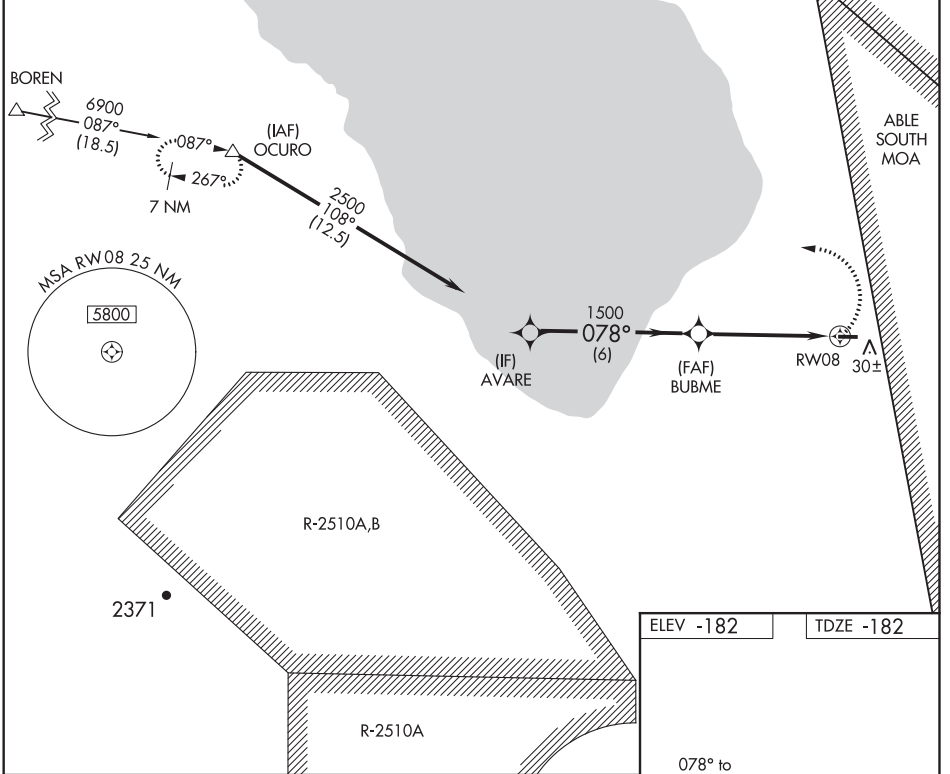 BOREN
6900
087°
(18.5)
087°
267°
7 NM
(IAF)
OCURO
2500
108°
(12.5)
ABLE
SOUTH
MOA
MSA RW08 25 NM
5800
(IF)
AVARE
1500
078°
(6)
(FAF)
BUBME
RW08
30±
R-2510A,B
2371
R-2510A
ELEV -182
TDZE -182
078° to